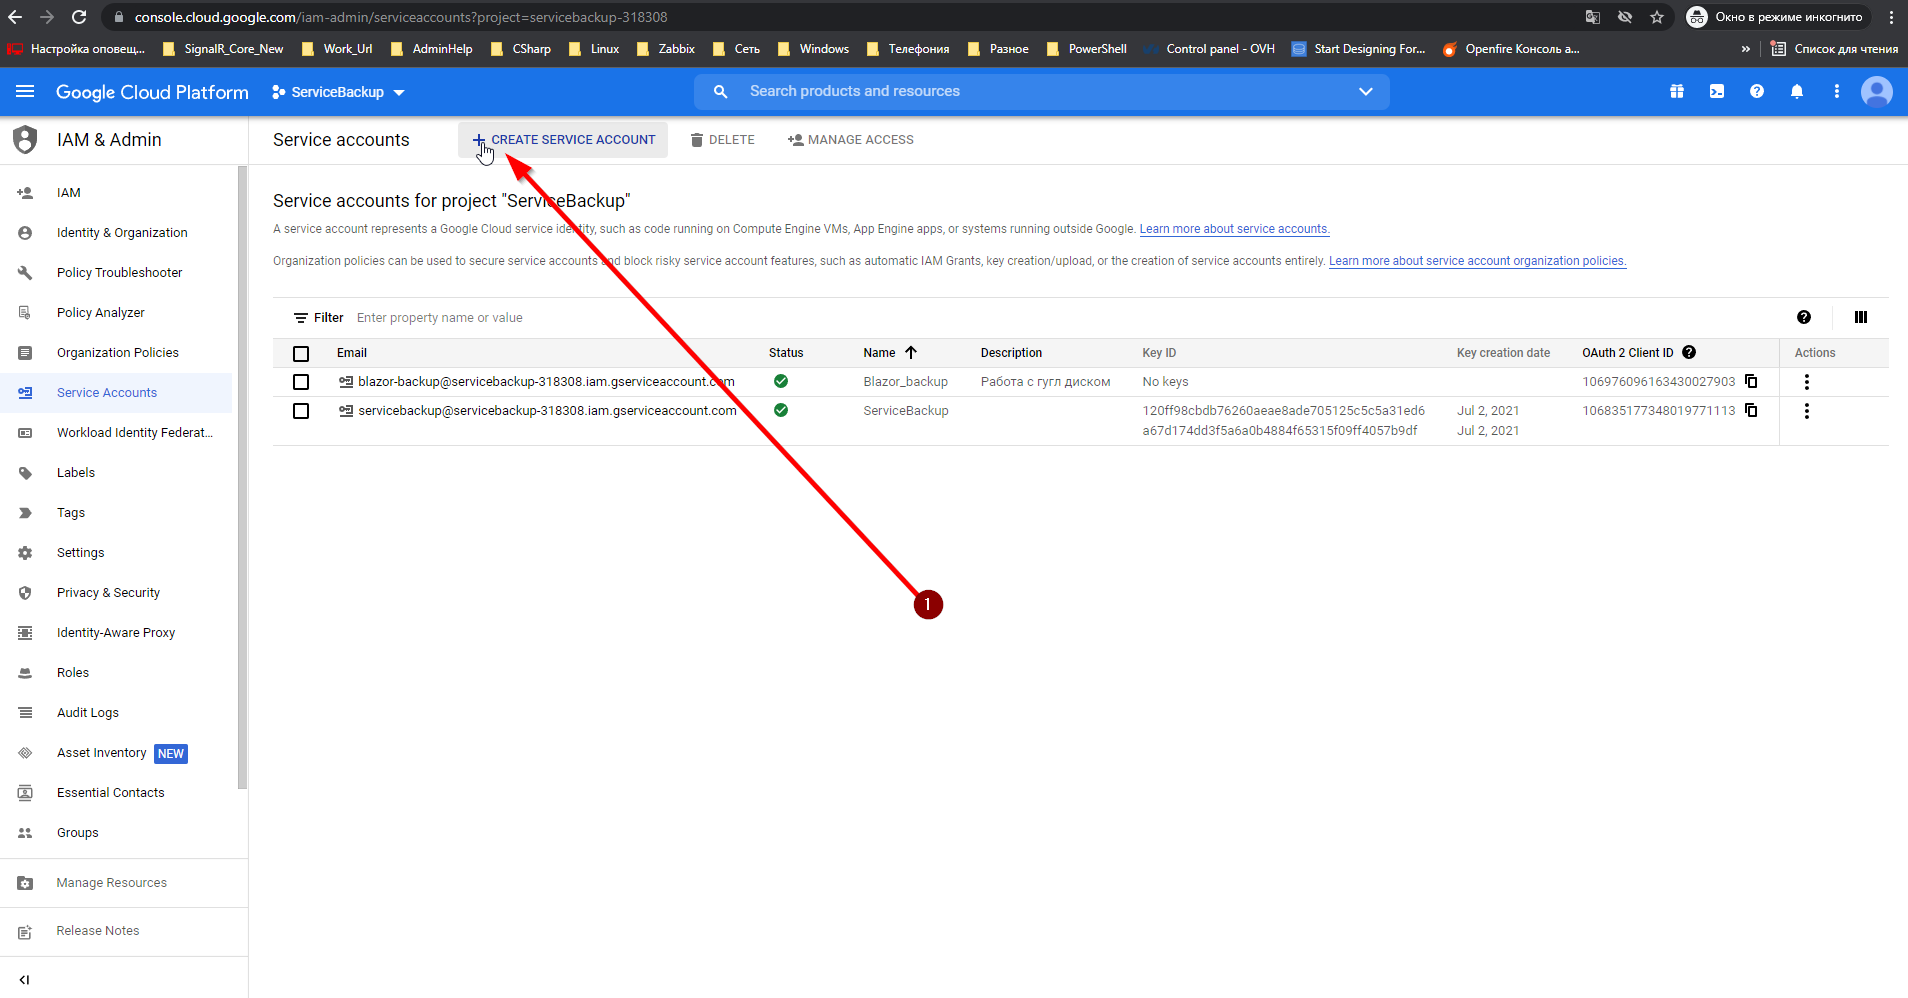 console.cloud.google.com/iam-admin/serviceaccounts?project=servicebackup-318308
Окно в режиме инкогнито
Настройка оповещ...
SignalR_Core_New
Work_Url
AdminHelp
CSharp
Linux
Zabbix
Сеть
Windows
Телефония
Разное
PowerShell
Control panel - OVH
Start Designing For...
Openfire Консоль а...
»
Список для чтения
Google Cloud Platform
ServiceBackup
Search products and resources
IAM & Admin
Service accounts
CREATE SERVICE ACCOUNT
DELETE
MANAGE ACCESS
IAM
Identity & Organization
Policy Troubleshooter
Policy Analyzer
Organization Policies
Service Accounts
Workload Identity Federat...
Labels
Tags
Settings
Privacy & Security
Identity-Aware Proxy
Roles
Audit Logs
Asset Inventory NEW
Essential Contacts
Groups
Manage Resources
Release Notes
Service accounts for project "ServiceBackup"
A service account represents a Google Cloud service identity, such as code running on Compute Engine VMs, App Engine apps, or systems running outside Google. Learn more about service accounts.
Organization policies can be used to secure service accounts and block risky service account features, such as automatic IAM Grants, key creation/upload, or the creation of service accounts entirely. Learn more about service account organization policies.
Filter Enter property name or value
Email Status Name Description Key ID Key creation date OAuth 2 Client ID Actions
blazor-backup@servicebackup-318308.iam.gserviceaccount.com Blazor_backup Работа с гугл диском No keys 106976096163430027903
servicebackup@servicebackup-318308.iam.gserviceaccount.com ServiceBackup 120ff98cbdb76260aeae8ade705125c5c5a31ed6 Jul 2, 2021 106835177348019771113
a67d174dd3f5a6a0b4884f65315f09ff4057b9df Jul 2, 2021
1